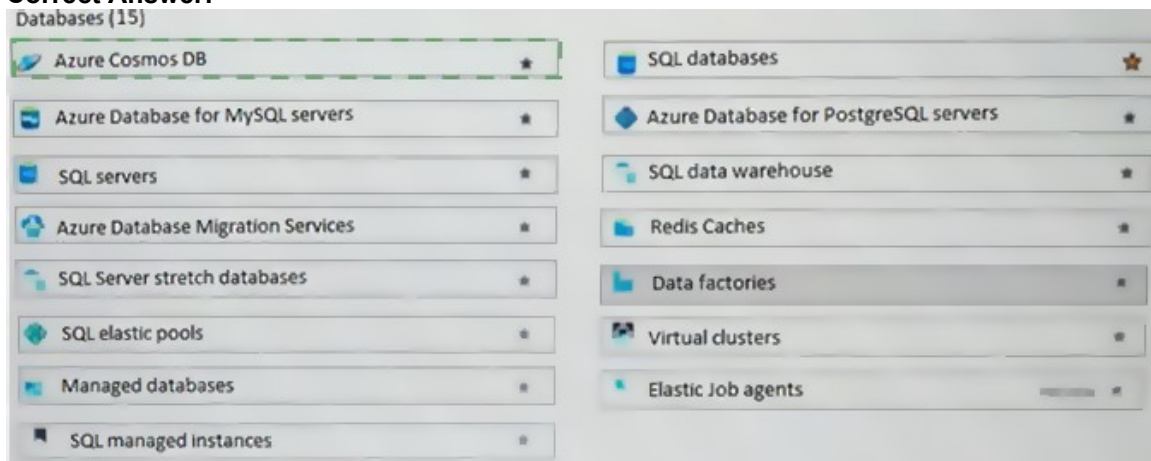 Databases (15)
Azure Cosmos DB
SQL databases
Azure Database for MySQL servers
Azure Database for PostgreSQL servers
SQL servers
SQL data warehouse
Azure Database Migration Services
Redis Caches
SQL Server stretch databases
Data factories
SQL elastic pools
Virtual clusters
Managed databases
Elastic Job agents
SQL managed instances